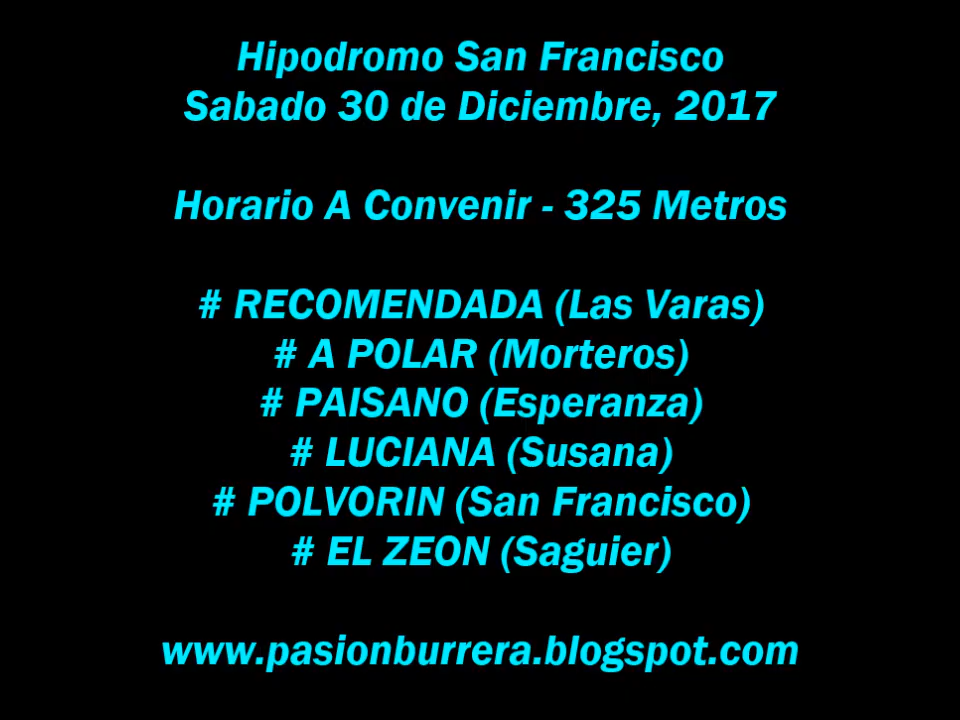 Hipodromo San Francisco
Sabado 30 de Diciembre, 2017
Horario A Convenir - 325 Metros
# RECOMENDADA (Las Varas)
# A POLAR (Morteros)
# PAISANO (Esperanza)
# LUCIANA (Susana)
# POLVORIN (San Francisco)
# EL ZEON (Saguier)
www.pasionburrera.blogspot.com